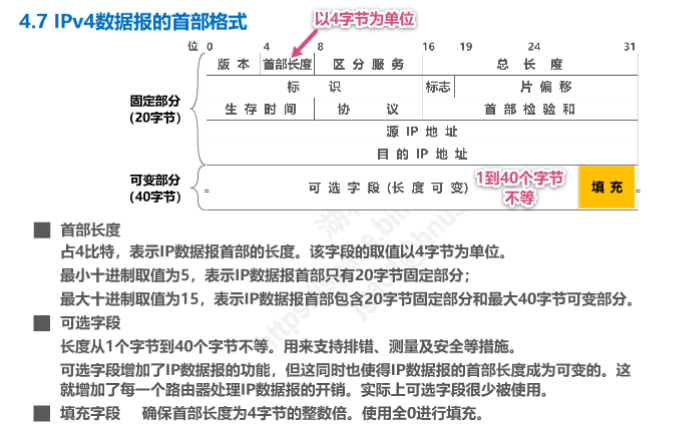 4.7 IPv4数据报的首部格式
以4字节为单位
位 0 4 8 16 19 24 31
版 本 首部长度 区 分 服 务 总 长 度
标 识 标志 片 偏 移
固定部分
(20字节)
生 存 时 间 协 议 首 部 检 验 和
源 IP 地 址
目 的 IP 地 址
可变部分
(40字节)
可 选 字 段 (长 度 可 变) 1到40个字节
不等
填 充
首部长度
占4比特，表示IP数据报首部的长度。该字段的取值以4字节为单位。
最小十进制取值为5，表示IP数据报首部只有20字节固定部分；
最大十进制取值为15，表示IP数据报首部包含20字节固定部分和最大40字节可变部分。
可选字段
长度从1个字节到40个字节不等。用来支持排错、测量及安全等措施。
可选字段增加了IP数据报的功能，但这同时也使得IP数据报的首部长度成为可变的。这
就增加了每一个路由器处理IP数据报的开销。实际上可选字段很少被使用。
填充字段 确保首部长度为4字节的整数倍。使用全0进行填充。